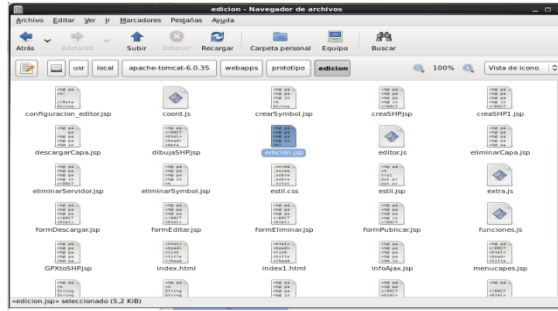 edicion - Navegador de archivos
Archivo Editar Ver Ir Marcadores Pestañas Ayuda
Atrás Adelante Subir Detener Recargar Carpeta personal Equipo Buscar
usr local apache-tomcat-6.0.35 webapps prototipo edicion 100% Vista de icono
configuracion_editor.jsp coord.js crearSymbol.jsp creaSHP.jsp creaSHP1.jsp
descargarCapa.jsp dibujaSHP.jsp edicion.jsp editor.js eliminarCapa.jsp
eliminarServidor.jsp eliminarSymbol.jsp estil.css estil.jsp extra.js
formDescargar.jsp formEditar.jsp formEliminar.jsp formPublicar.jsp funciones.js
GPXtoSHP.jsp index.html index1.html infoAjax.jsp menucapes.jsp
«edicion.jsp» seleccionado (5,2 KiB)